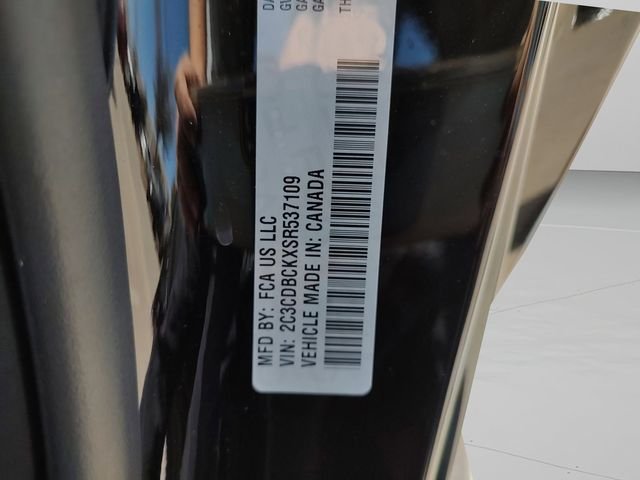 MFD BY: FCA US LLC
VIN: 2C3CDBCKXSR537109
VEHICLE MADE IN: CANADA